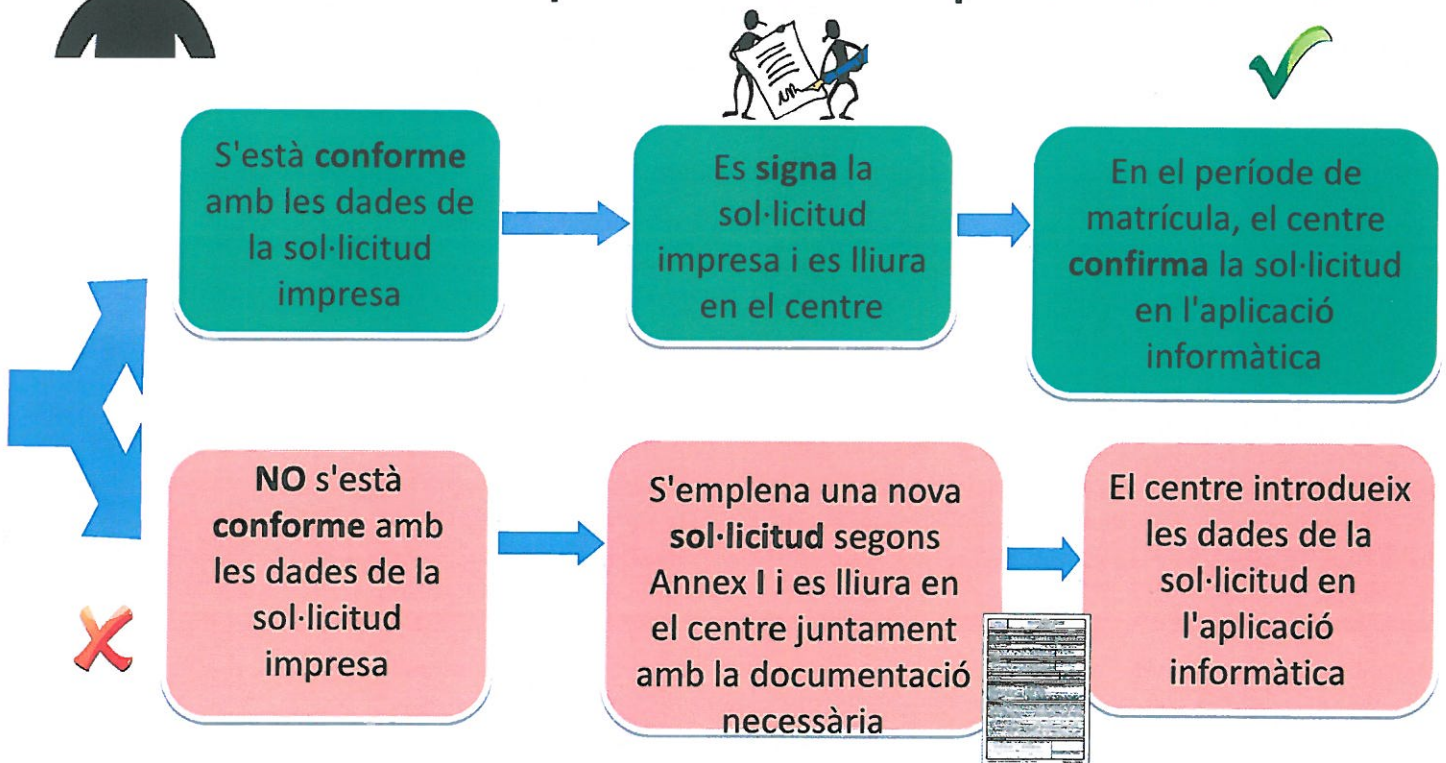 S'està conforme
amb les dades de
la sol·licitud
impresa
Es signa la
sol·licitud
impresa i es lliura
en el centre
En el període de
matrícula, el centre
confirma la sol·licitud
en l'aplicació
informàtica
NO s'està
conforme amb
les dades de la
sol·licitud
impresa
S'emplena una nova
sol·licitud segons
Annex I i es lliura en
el centre juntament
amb la documentació
necessària
El centre introdueix
les dades de la
sol·licitud en
l'aplicació
informàtica